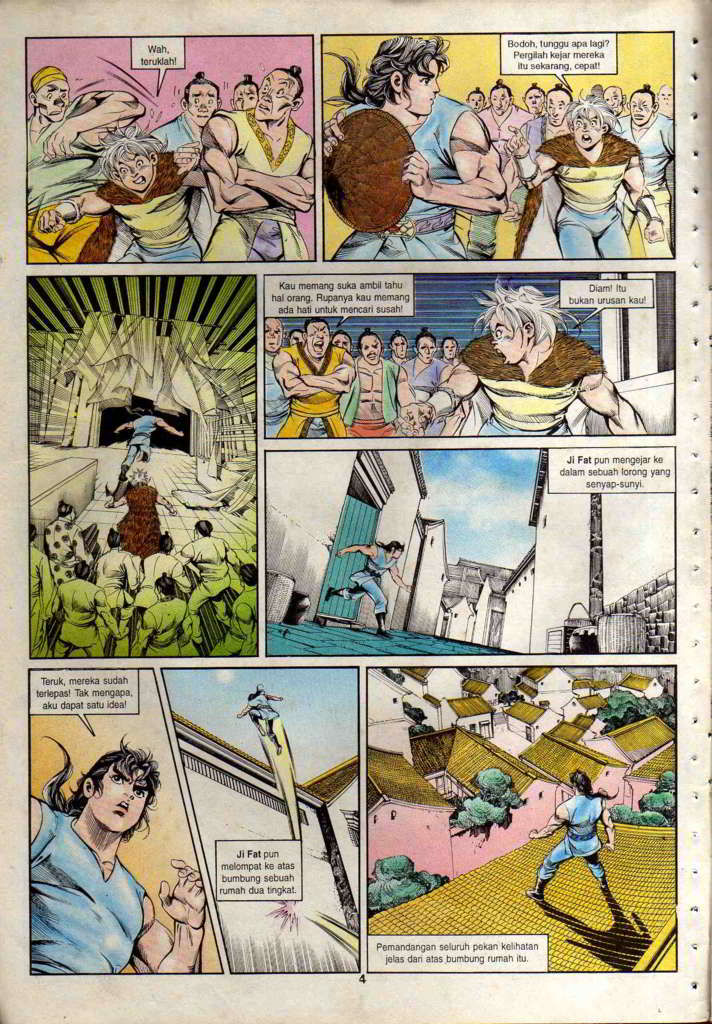 Wah,
teruklah!
Bodoh, tunggu apa lagi?
Pergilah kejar mereka
itu sekarang, cepat!
Kau memang suka ambil tahu
hal orang. Rupanya kau memang
ada hati untuk mencari susah!
Diam! Itu
bukan urusan kau!
Ji Fat pun mengejar ke
dalam sebuah lorong yang
senyap-sunyi.
Teruk, mereka sudah
terlepas! Tak mengapa,
aku dapat satu idea!
Ji Fat pun
melompat ke atas
bumbung sebuah
rumah dua tingkat.
Pemandangan seluruh pekan kelihatan
jelas dari atas bumbung rumah itu.
4